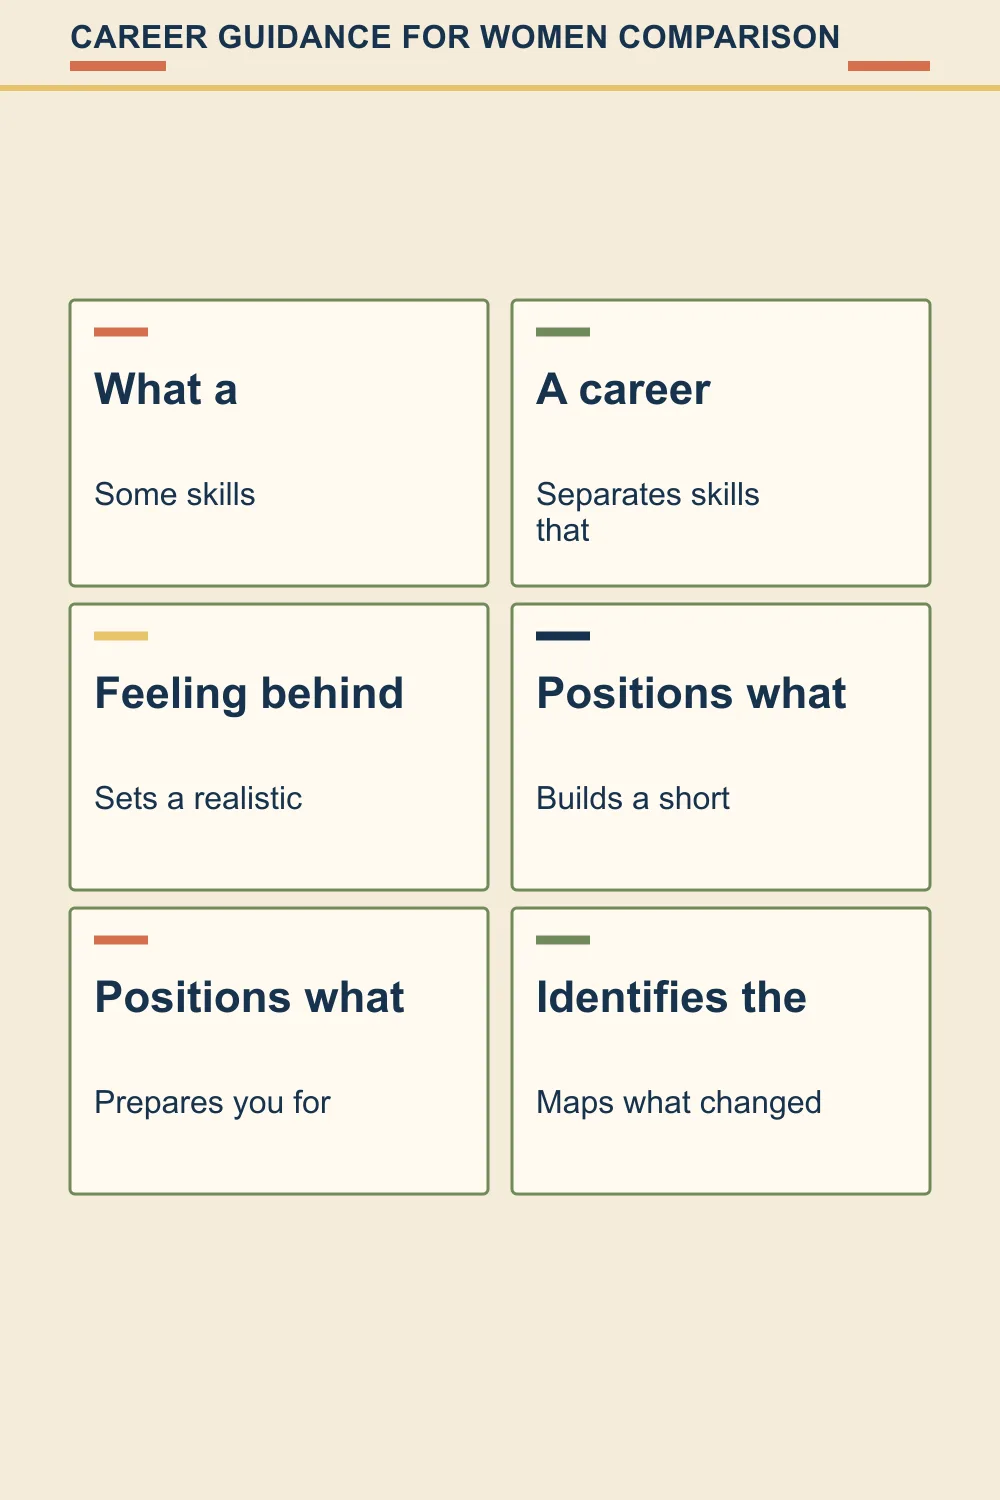 CAREER GUIDANCE FOR WOMEN COMPARISON
What a
Some skills
A career
Separates skills
that
Feeling behind
Sets a realistic
Positions what
Builds a short
Positions what
Prepares you for
Identifies the
Maps what changed